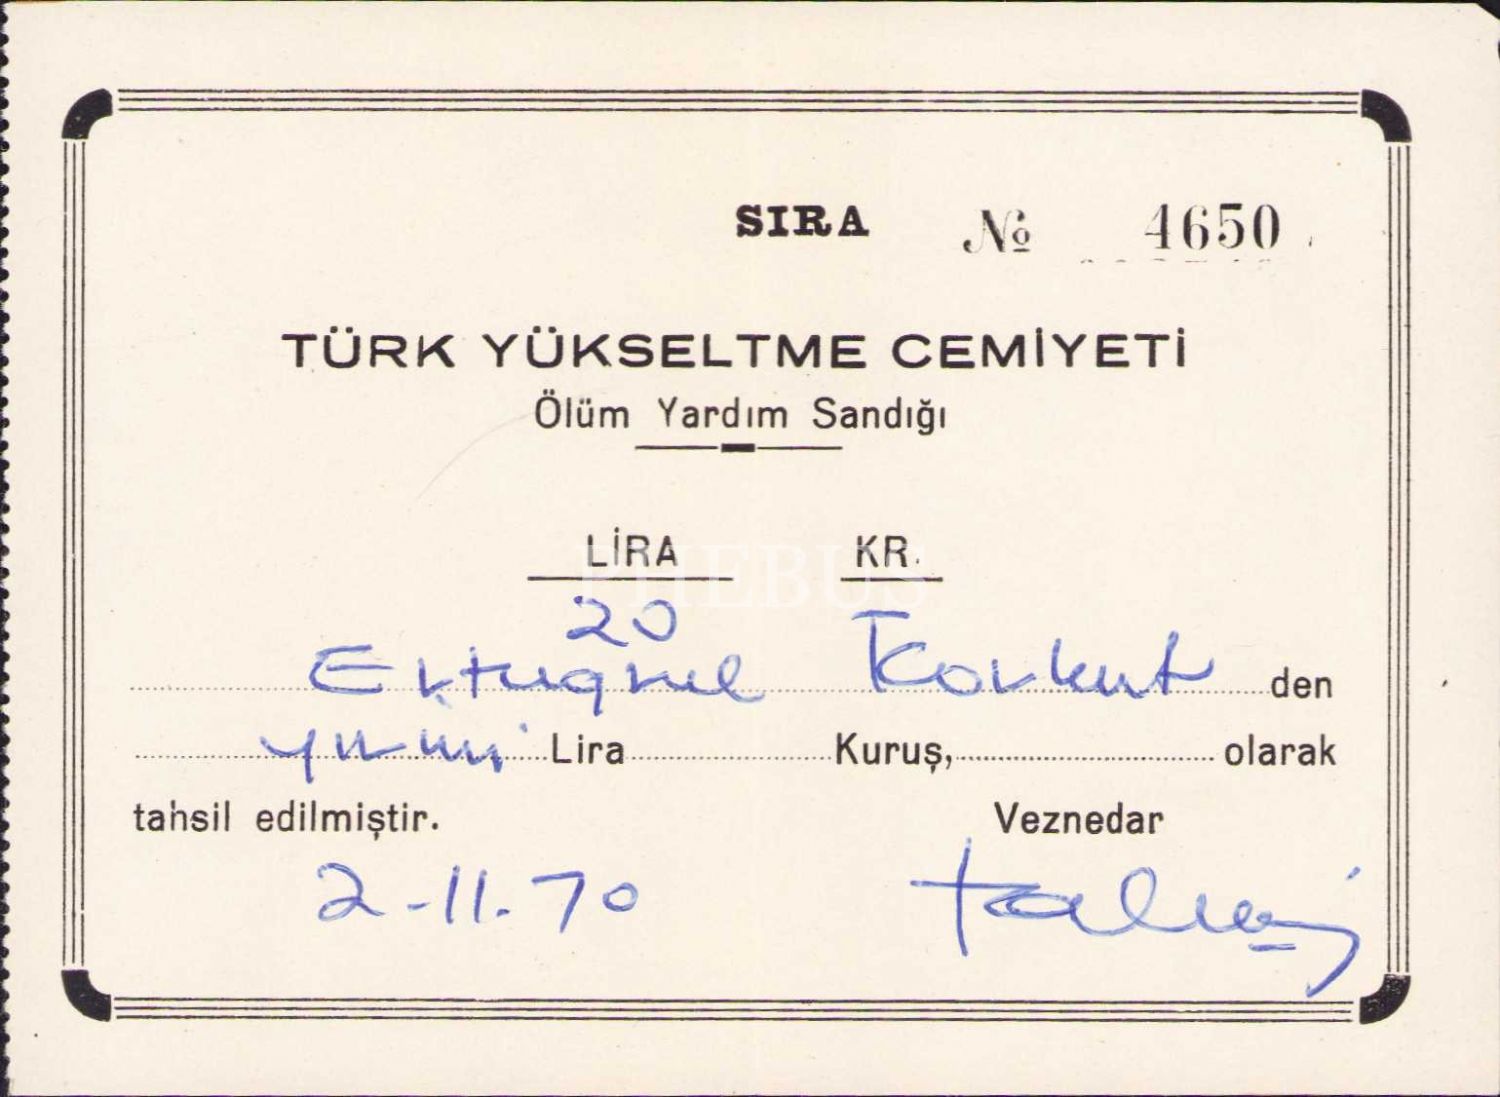 SIRA № 4650
TÜRK YÜKSELTME CEMİYETİ
Ölüm Yardım Sandığı
LİRA KR.
20
Ertuğrul Korkut den
yirmi Lira Kuruş, olarak
tahsil edilmiştir. Veznedar
2-11.70
PHEBUS